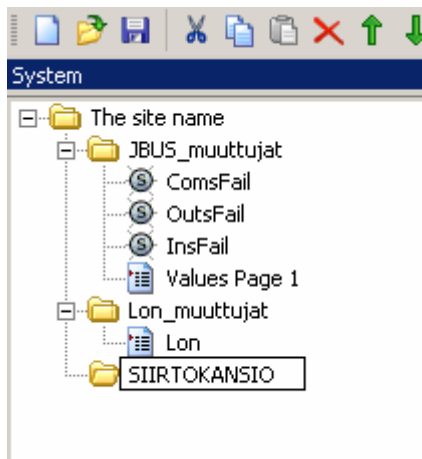 System
The site name
JBUS_muuttujat
ComsFail
OutsFail
InsFail
Values Page 1
Lon_muuttujat
Lon
SIIRTOKANSIO